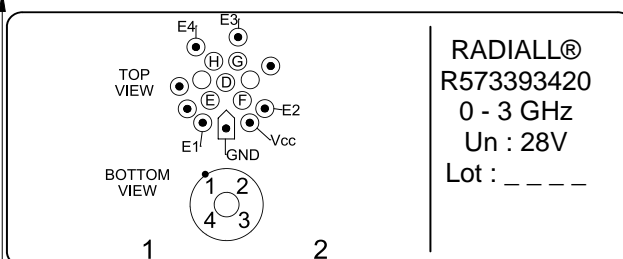 E4
E3
H G
TOP VIEW
D
E F
E2
E1
Vcc
GND
BOTTOM VIEW
1 2
4 3
1 2
RADIALL®
R573393420
0 - 3 GHz
Un : 28V
Lot : _ _ _ _